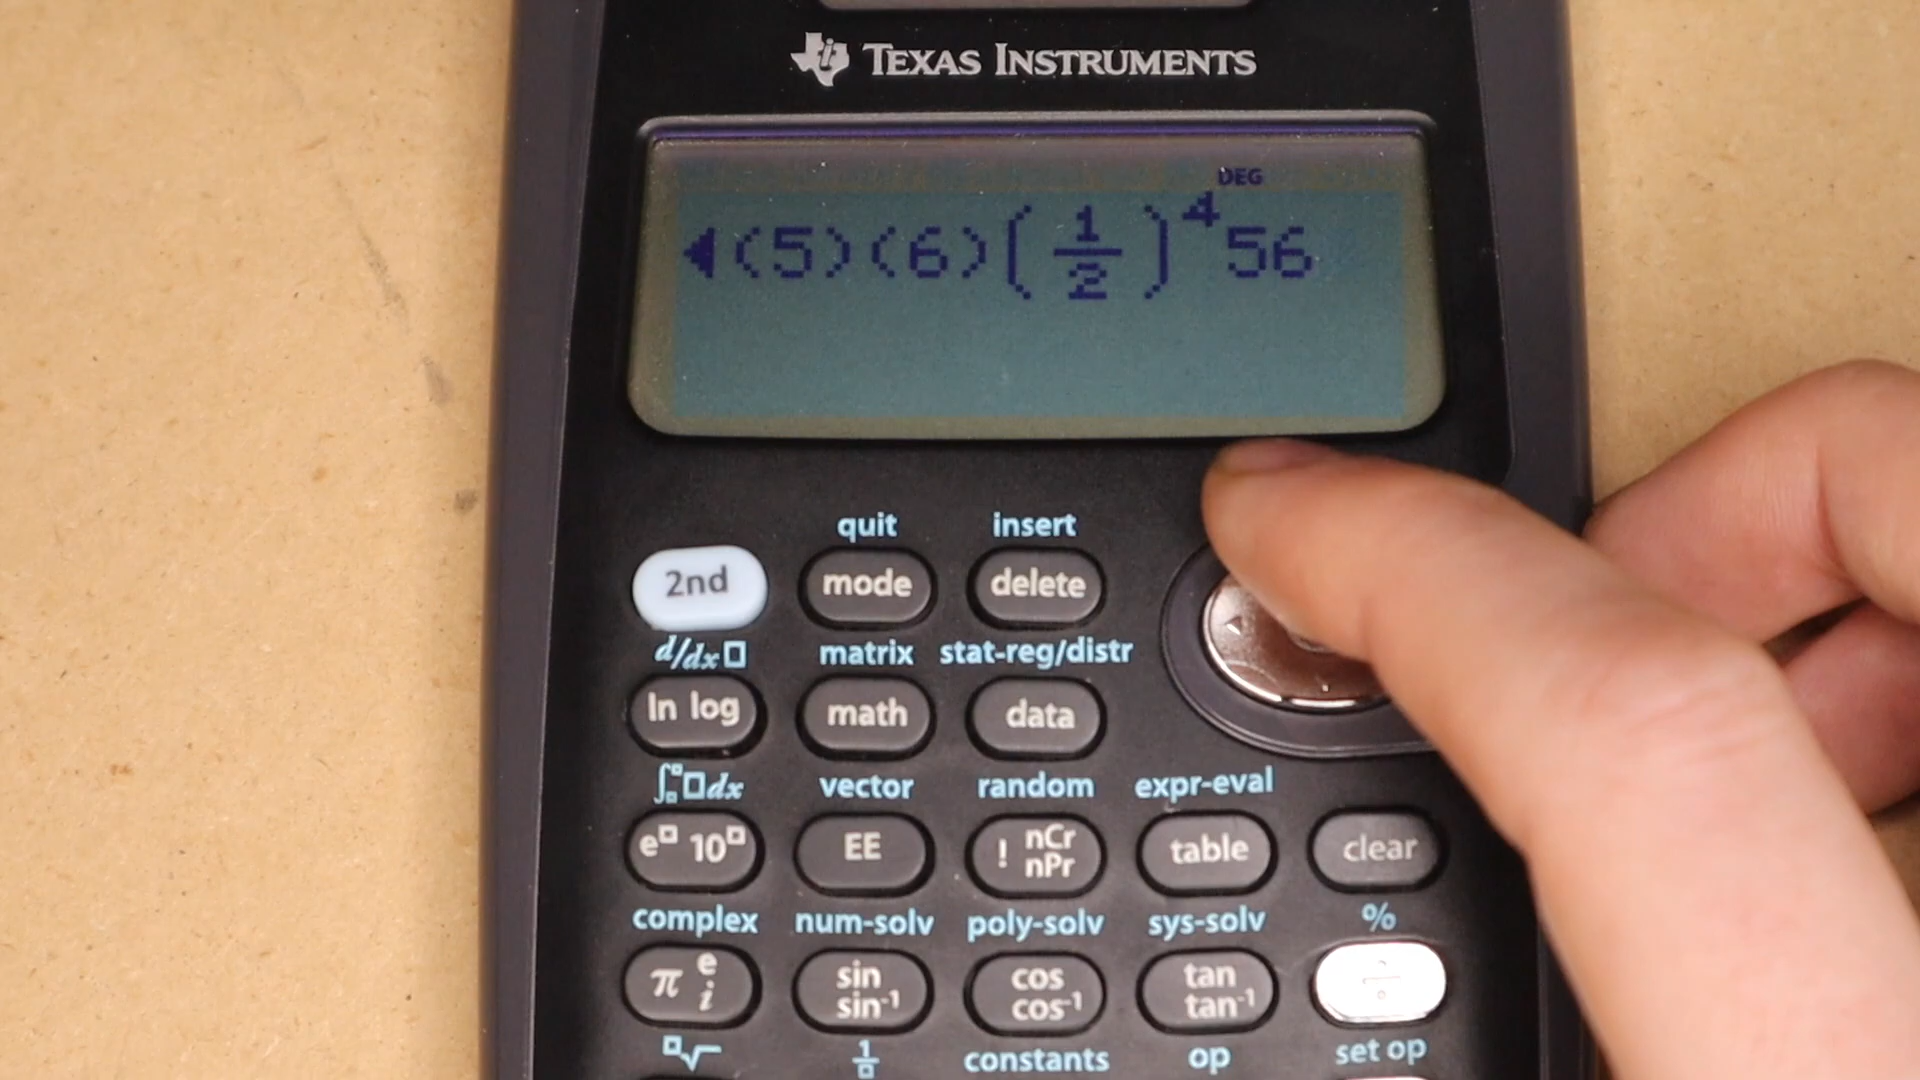 TEXAS INSTRUMENTS
DEG
◀(5)(6)(1/2)⁴56
quit insert
2nd mode delete
d/dx□ matrix stat-reg/distr
ln log math data
∫□dx vector random expr-eval
e□ 10□ EE ! nCr nPr table clear
complex num-solv poly-solv sys-solv %
π e i sin sin⁻¹ cos cos⁻¹ tan tan⁻¹ ÷
□√ 1/□ constants op set op